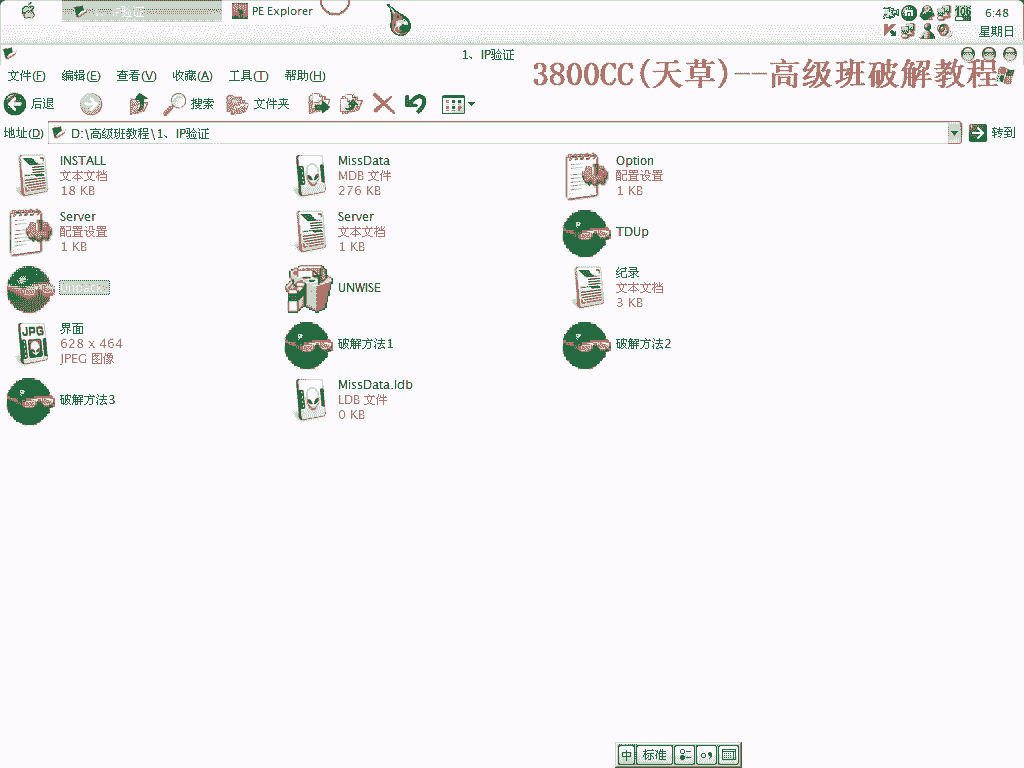 IP验证
PE Explorer
106
6:48
星期日
1、IP验证
3800CC(天草)--高级班破解教程
文件(F) 编辑(E) 查看(V) 收藏(A) 工具(T) 帮助(H)
后退 搜索 文件夹
地址(D) D:\高级班教程\1、IP验证 转到
INSTALL
文本文档
18 KB
MissData
MDB 文件
276 KB
Option
配置设置
1 KB
Server
配置设置
1 KB
Server
文本文档
1 KB
TDUp
unpack
UNWISE
纪录
文本文档
3 KB
JPG
界面
628 x 464
JPEG 图像
破解方法1
破解方法2
破解方法3
MissData.ldb
LDB 文件
0 KB
中 标准